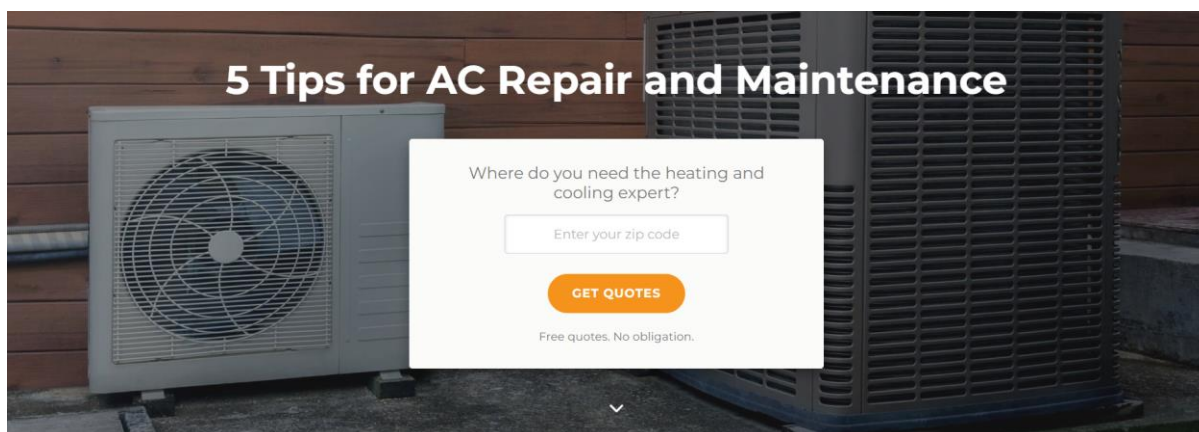 5 Tips for AC Repair and Maintenance
Where do you need the heating and
cooling expert?
Enter your zip code
GET QUOTES
Free quotes. No obligation.